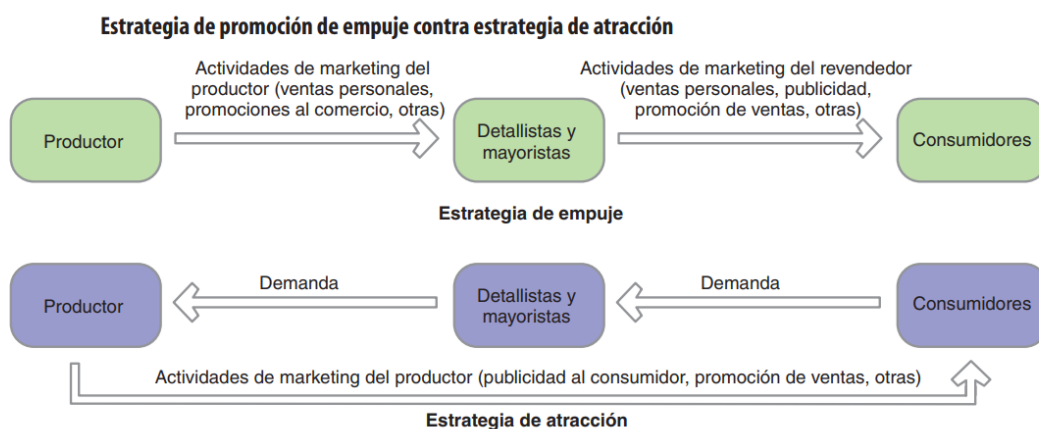 Estrategia de promoción de empuje contra estrategia de atracción
Actividades de marketing del
productor (ventas personales,
promociones al comercio, otras)
Actividades de marketing del revendedor
(ventas personales, publicidad,
promoción de ventas, otras)
Productor
Detallistas y
mayoristas
Consumidores
Estrategia de empuje
Productor
Demanda
Detallistas y
mayoristas
Demanda
Consumidores
Actividades de marketing del productor (publicidad al consumidor, promoción de ventas, otras)
Estrategia de atracción